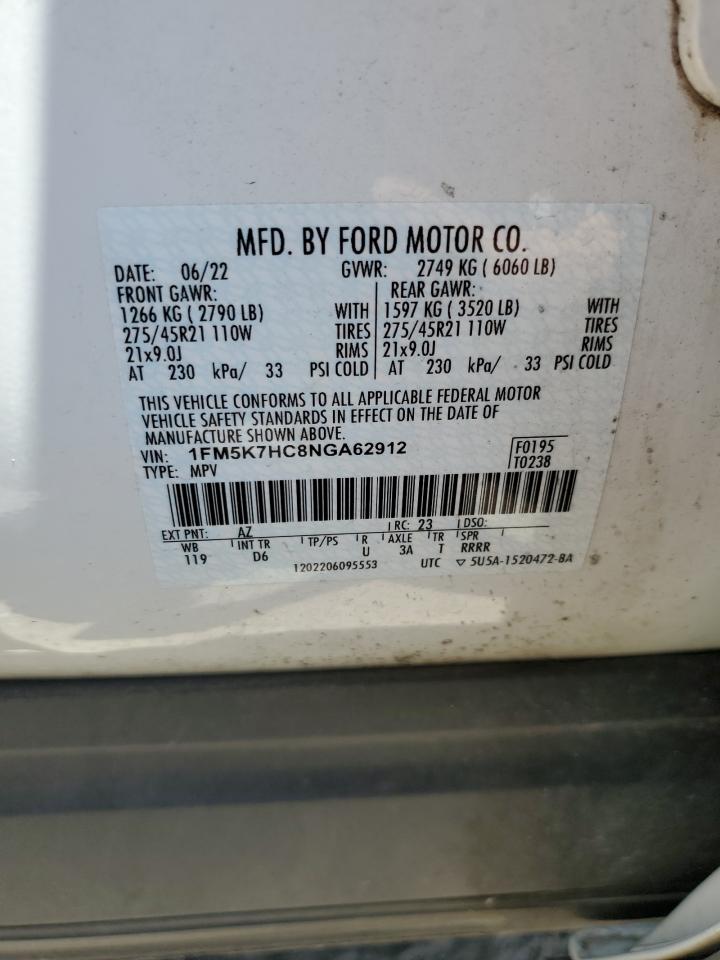 MFD. BY FORD MOTOR CO.
DATE: 06/22 GVWR: 2749 KG ( 6060 LB)
FRONT GAWR: REAR GAWR:
1266 KG ( 2790 LB) WITH 1597 KG ( 3520 LB) WITH
275/45R21 110W TIRES 275/45R21 110W TIRES
21x9.0J RIMS 21x9.0J RIMS
AT 230 kPa/ 33 PSI COLD AT 230 kPa/ 33 PSI COLD
THIS VEHICLE CONFORMS TO ALL APPLICABLE FEDERAL MOTOR
VEHICLE SAFETY STANDARDS IN EFFECT ON THE DATE OF
MANUFACTURE SHOWN ABOVE.
VIN: 1FM5K7HC8NGA62912 F0195
TYPE: MPV T0238
EXT PNT: AZ RC: 23 DSO:
WB INT TR TP/PS R AXLE TR SPR
119 D6 U 3A T RRRR
1202206095553 UTC ▽ 5U5A-1520472-BA